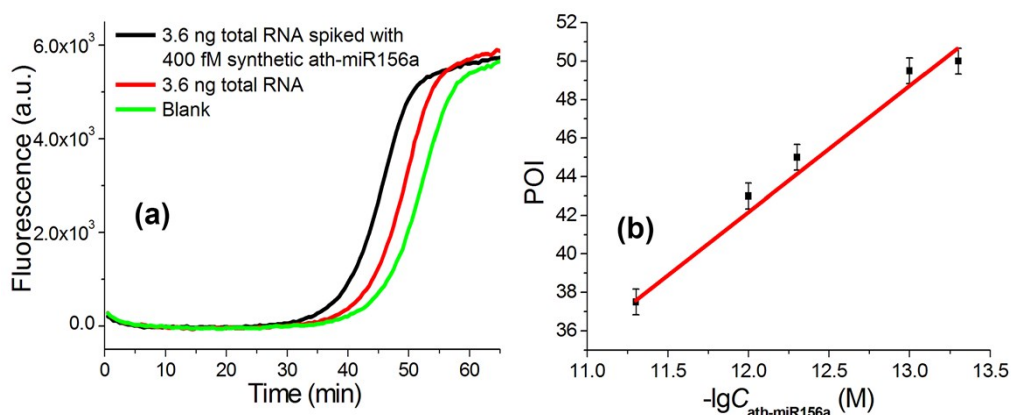 3.6 ng total RNA spiked with
400 fM synthetic ath-miR156a
3.6 ng total RNA
Blank
(a)
Fluorescence (a.u.)
6.0x10³
4.0x10³
2.0x10³
0.0
0 10 20 30 40 50 60
Time (min)
(b)
POI
52
50
48
46
44
42
40
38
36
11.0 11.5 12.0 12.5 13.0 13.5
-lgC ath-miR156a (M)